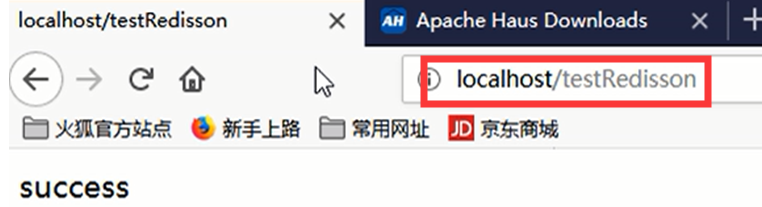 localhost/testRedisson
AH Apache Haus Downloads
localhost/testRedisson
火狐官方站点 新手上路 常用网址 JD 京东商城
success